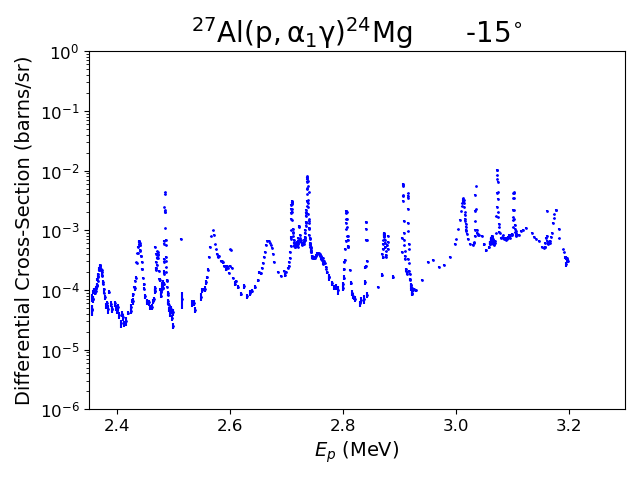 ²⁷Al(p, α₁γ)²⁴Mg -15°
Differential Cross-Section (barns/sr)
10⁰
10⁻¹
10⁻²
10⁻³
10⁻⁴
10⁻⁵
10⁻⁶
2.4 2.6 2.8 3.0 3.2
Eₚ (MeV)